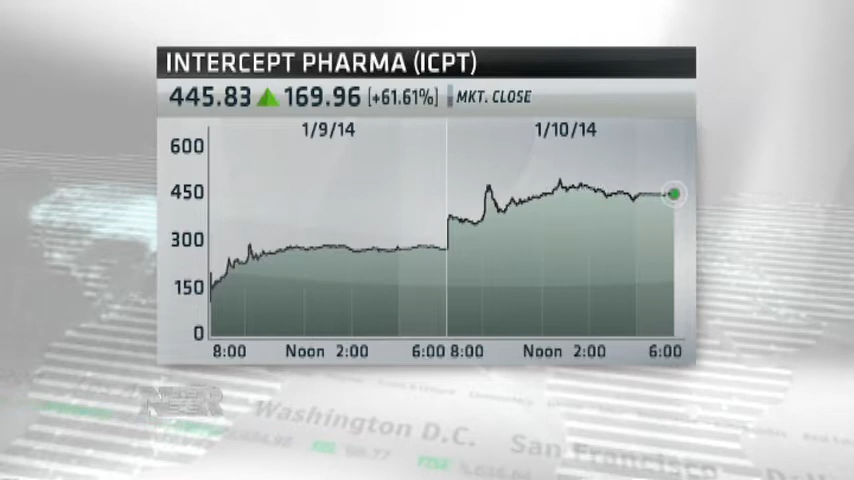 INTERCEPT PHARMA (ICPT)
445.83 ▲ 169.96 [+61.61%] MKT. CLOSE
1/9/14 1/10/14
600
450
300
150
0
8:00 Noon 2:00 6:00 8:00 Noon 2:00 6:00
Washington D.C.
San Francisco